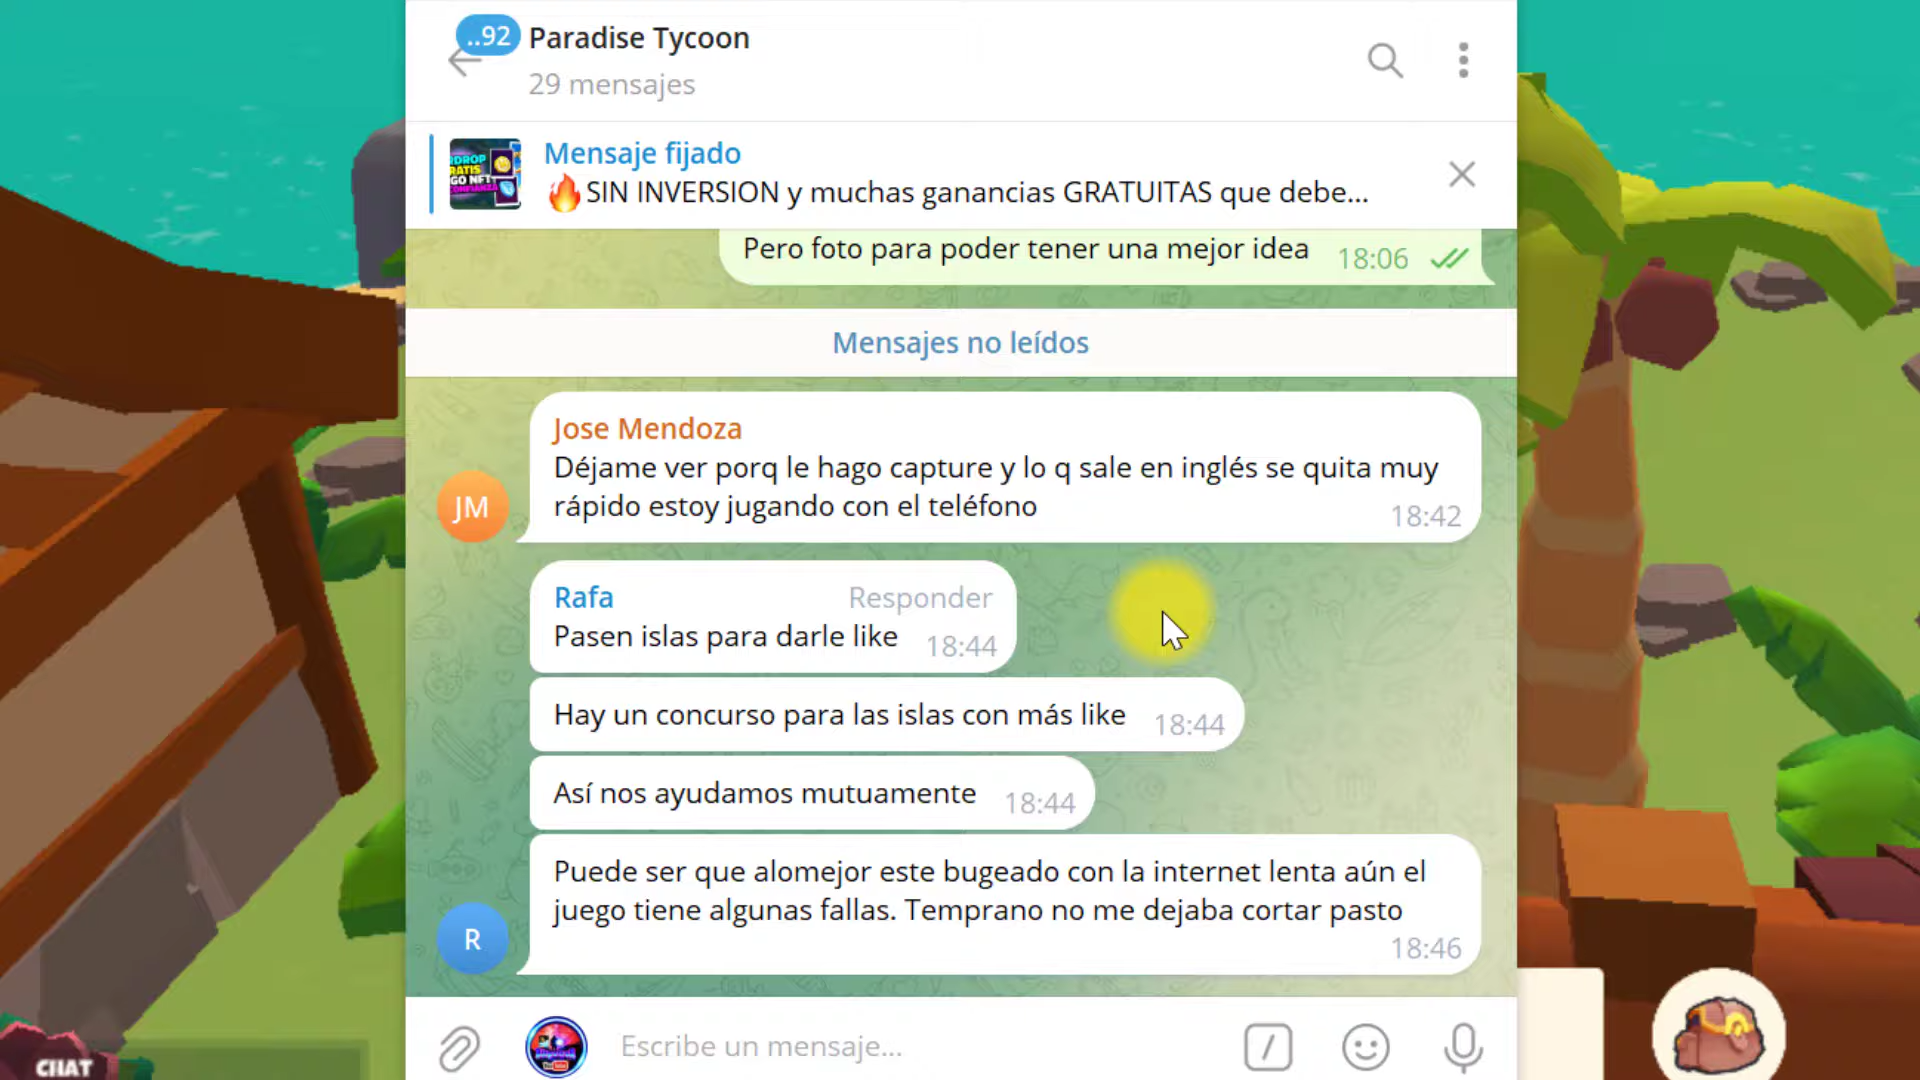 ..92
Paradise Tycoon
29 mensajes
Mensaje fijado
🔥SIN INVERSION y muchas ganancias GRATUITAS que debe...
Pero foto para poder tener una mejor idea 18:06
Mensajes no leídos
Jose Mendoza
Déjame ver porq le hago capture y lo q sale en inglés se quita muy
rápido estoy jugando con el teléfono
18:42
JM
Rafa Responder
Pasen islas para darle like 18:44
Hay un concurso para las islas con más like 18:44
Así nos ayudamos mutuamente 18:44
Puede ser que alomejor este bugeado con la internet lenta aún el
juego tiene algunas fallas. Temprano no me dejaba cortar pasto
18:46
R
Escribe un mensaje...
CHAT